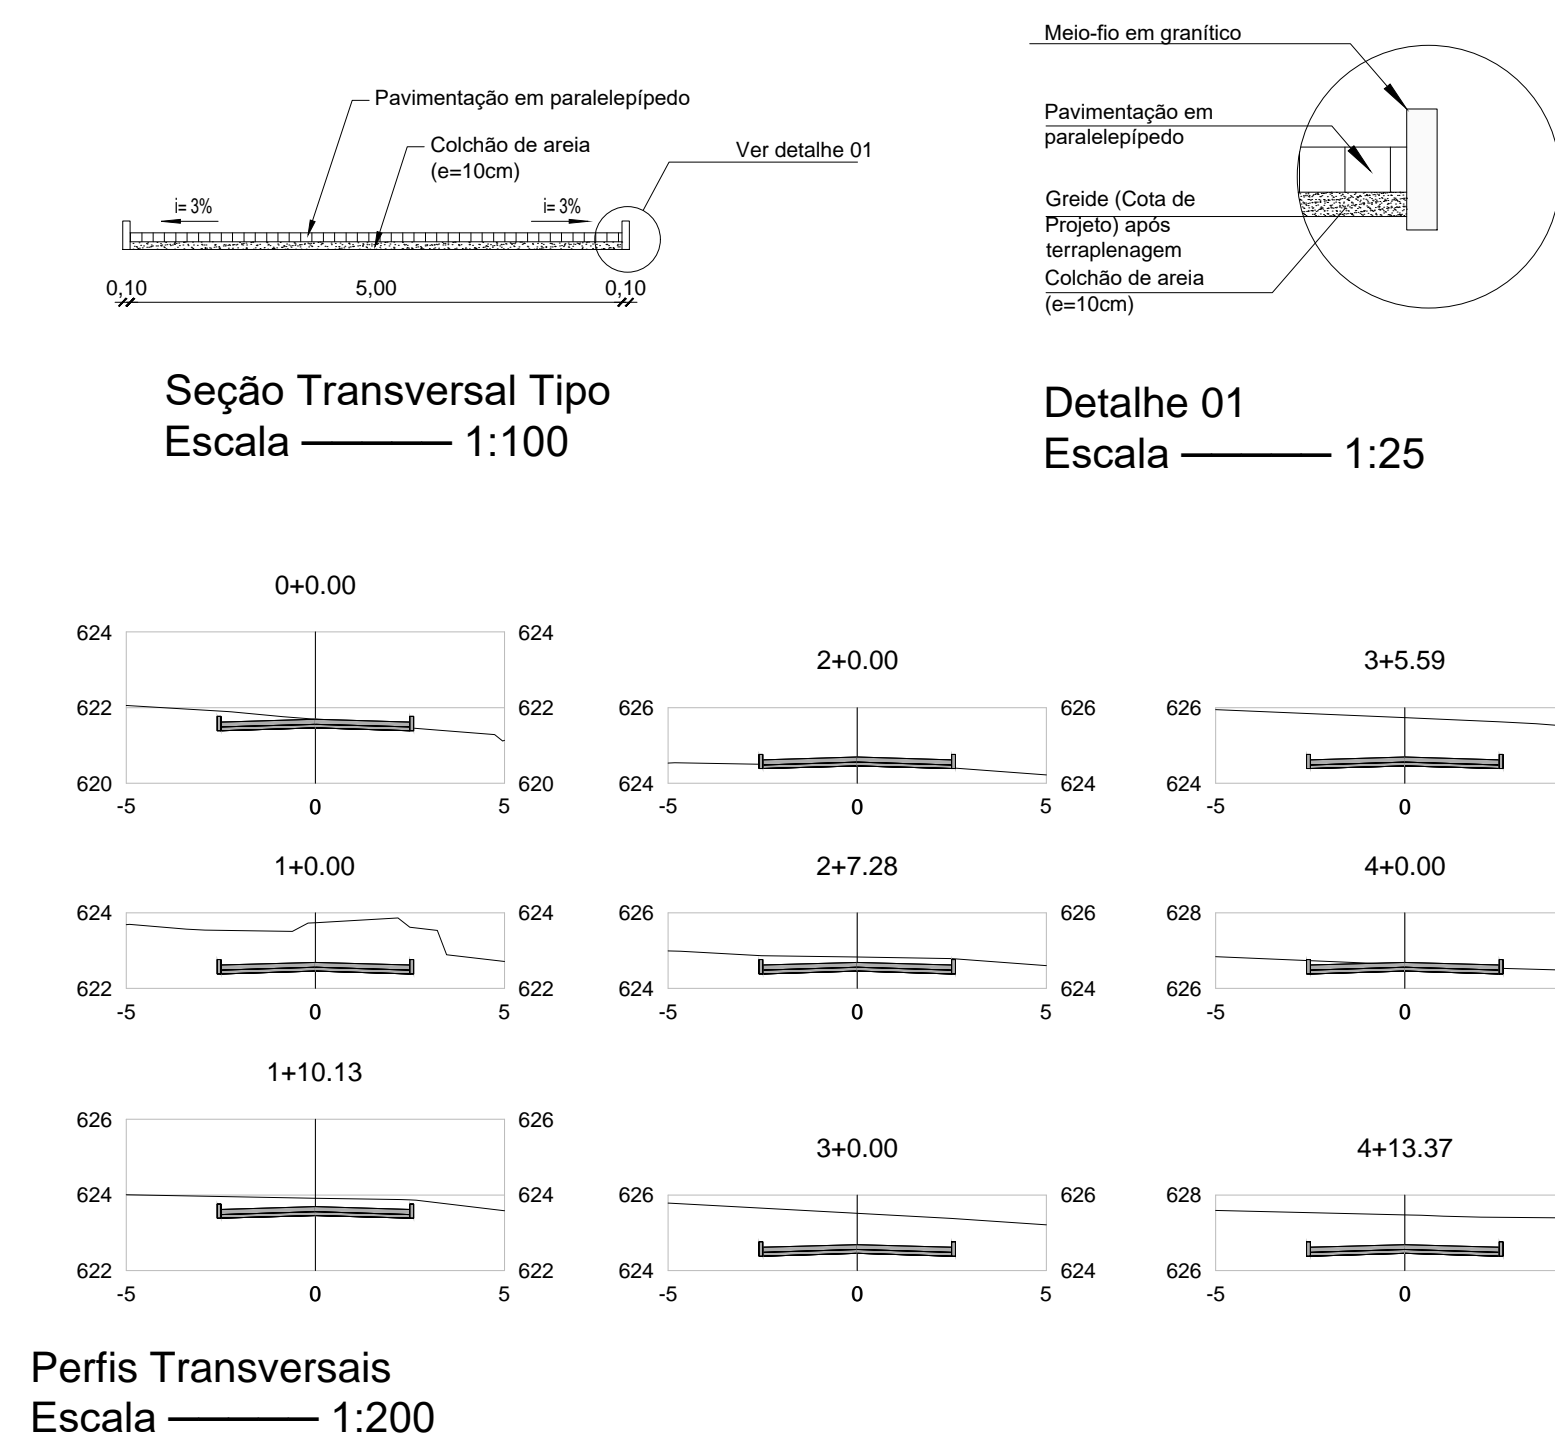 Pavimentação em paralelepípedo
Colchão de areia
(e=10cm)
Ver detalhe 01
i= 3%
i= 3%
0,10
5,00
0,10
Seção Transversal Tipo
Escala 1:100
Meio-fio em granítico
Pavimentação em
paralelepípedo
Greide (Cota de
Projeto) após
terraplenagem
Colchão de areia
(e=10cm)
Detalhe 01
Escala 1:25
0+0.00
624 624
622 622
620 620
-5 0 5
2+0.00
626 626
624 624
-5 0 5
3+5.59
626
624
-5 0
1+0.00
624 624
622 622
-5 0 5
2+7.28
626 626
624 624
-5 0 5
4+0.00
628
626
-5 0
1+10.13
626 626
624 624
622 622
-5 0 5
3+0.00
626 626
624 624
-5 0 5
4+13.37
628
626
-5 0
Perfis Transversais
Escala 1:200